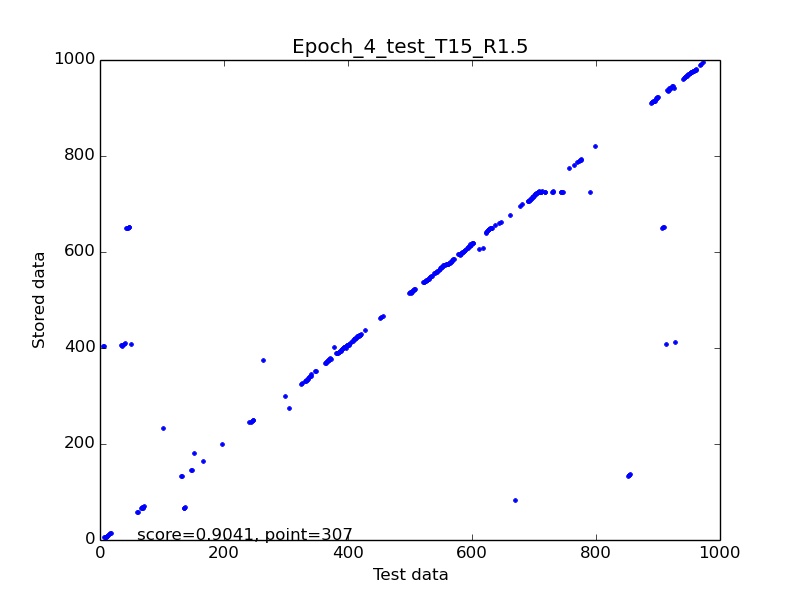 Epoch_4_test_T15_R1.5
1000
800
600
400
200
0
Stored data
score=0.9041, point=307
0 200 400 600 800 1000
Test data